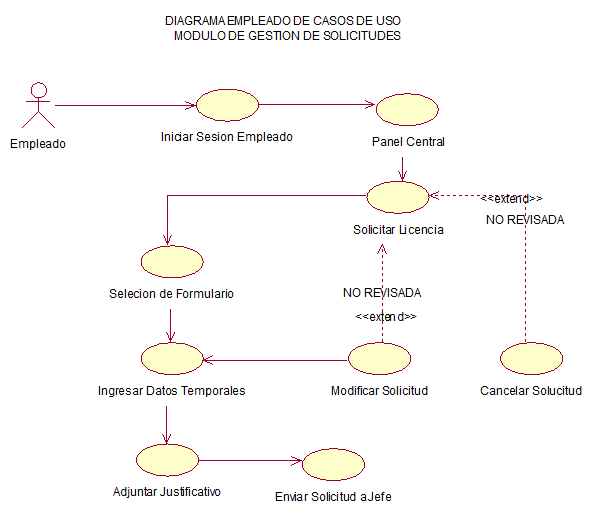 DIAGRAMA EMPLEADO DE CASOS DE USO
MODULO DE GESTION DE SOLICITUDES
Empleado
Iniciar Sesion Empleado
Panel Central
<<extend>>
NO REVISADA
Solicitar Licencia
Selecion de Formulario
NO REVISADA
<<extend>>
Ingresar Datos Temporales
Modificar Solicitud
Cancelar Solucitud
Adjuntar Justificativo
Enviar Solicitud a Jefe